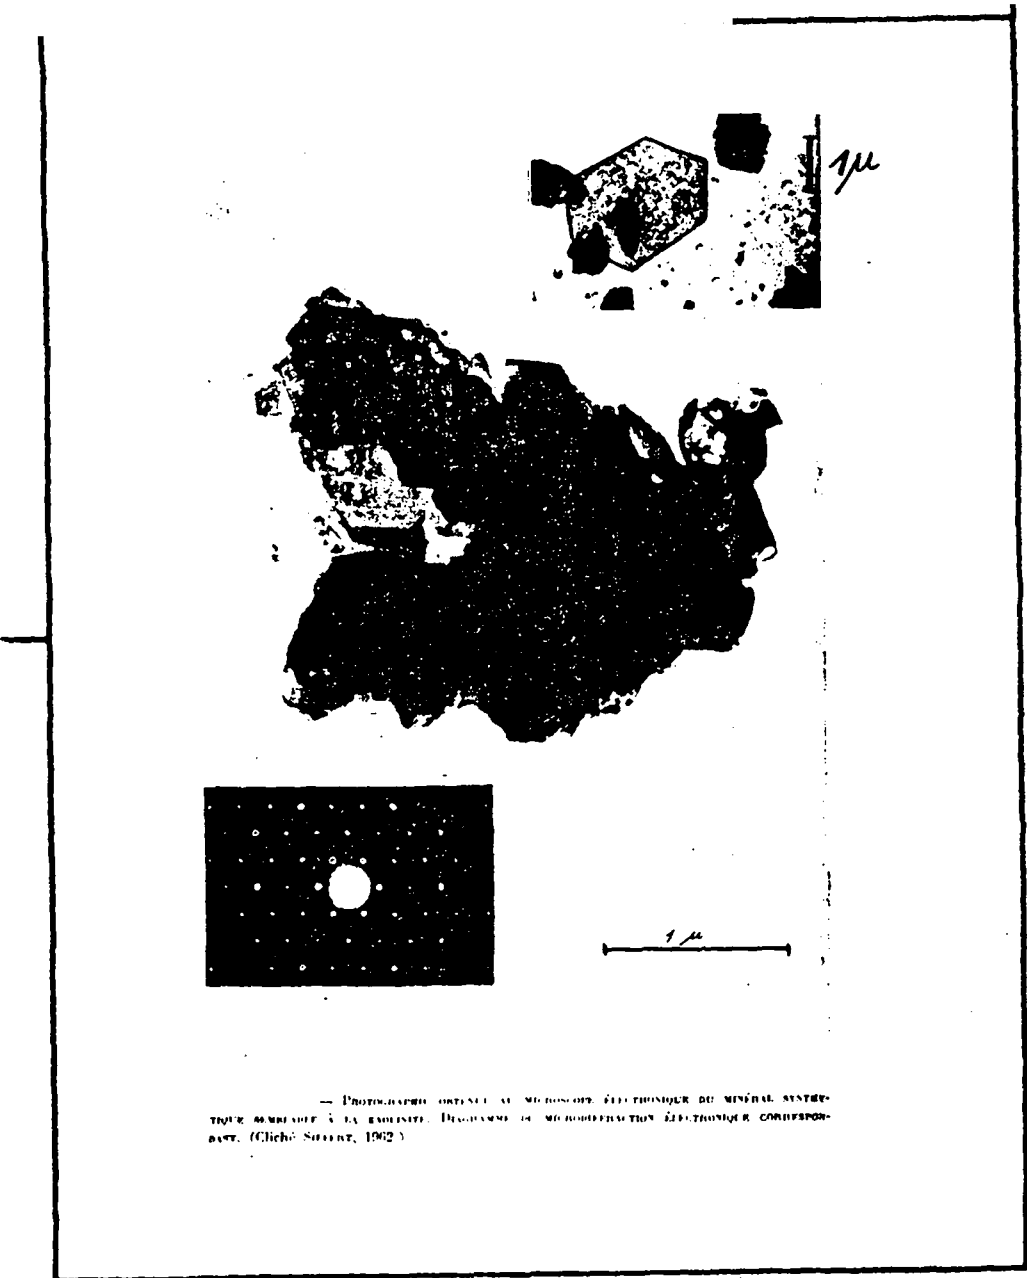 1μ
1 μ
— Photographie obtenue au microscope électronique du minéral synthé-
tique semblable à la kaolinite. Diagramme de microdiffraction électronique correspon-
dant. (Cliché Siffert, 1962.)